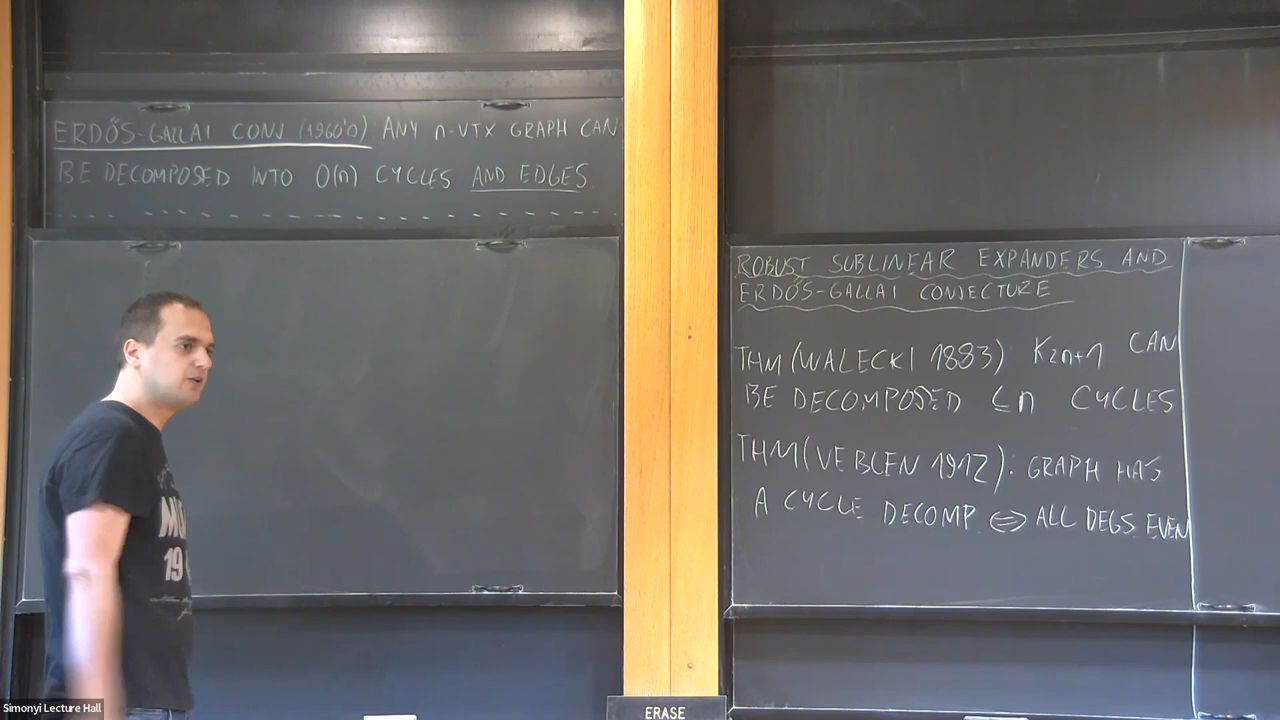 ERDŐS-GALLAI CONJ (1960's) ANY n-VTX GRAPH CAN
BE DECOMPOSED INTO O(n) CYCLES AND EDGES
ROBUST SUBLINEAR EXPANDERS AND
ERDŐS-GALLAI CONJECTURE
THM (WALECKI 1883) K2n+1 CAN
BE DECOMPOSED ≤n CYCLES
THM (VEBLEN 1912): GRAPH HAS
A CYCLE DECOMP ⇔ ALL DEGS EVEN
19
Simonyi Lecture Hall
ERASE